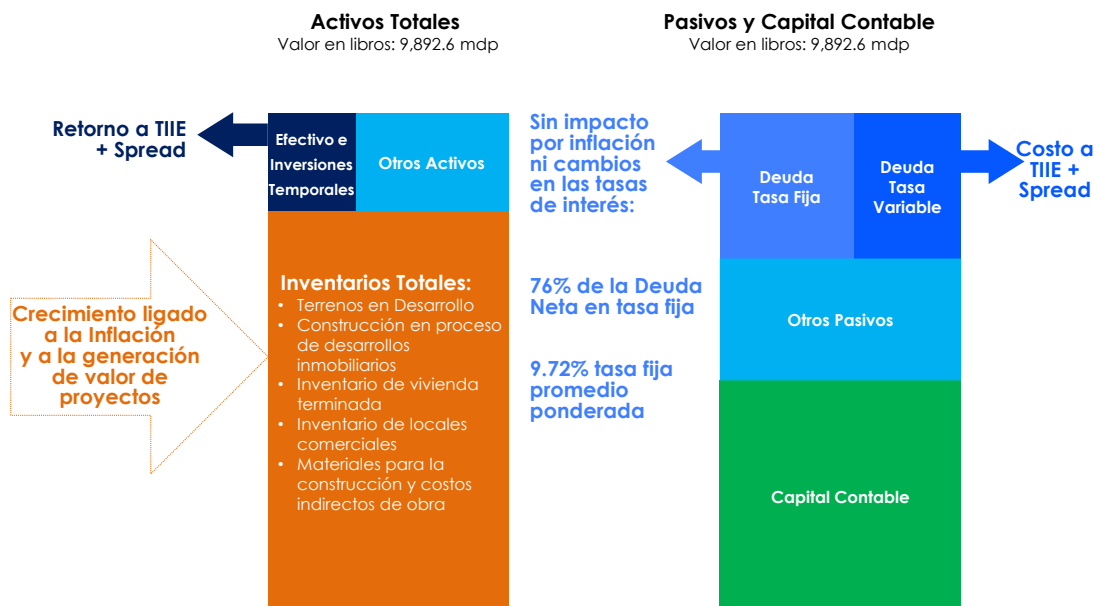 Activos Totales
Valor en libros: 9,892.6 mdp
Pasivos y Capital Contable
Valor en libros: 9,892.6 mdp
Retorno a TIIE
+ Spread
Efectivo e
Inversiones
Temporales
Otros Activos
Crecimiento ligado
a la Inflación
y a la generación
de valor de
proyectos
Inventarios Totales:
• Terrenos en Desarrollo
• Construcción en proceso
de desarrollos
inmobiliarios
• Inventario de vivienda
terminada
• Inventario de locales
comerciales
• Materiales para la
construcción y costos
indirectos de obra
Sin impacto
por inflación
ni cambios
en las tasas
de interés:
76% de la Deuda
Neta en tasa fija
9.72% tasa fija
promedio
ponderada
Deuda
Tasa Fija
Deuda
Tasa
Variable
Costo a
TIIE +
Spread
Otros Pasivos
Capital Contable